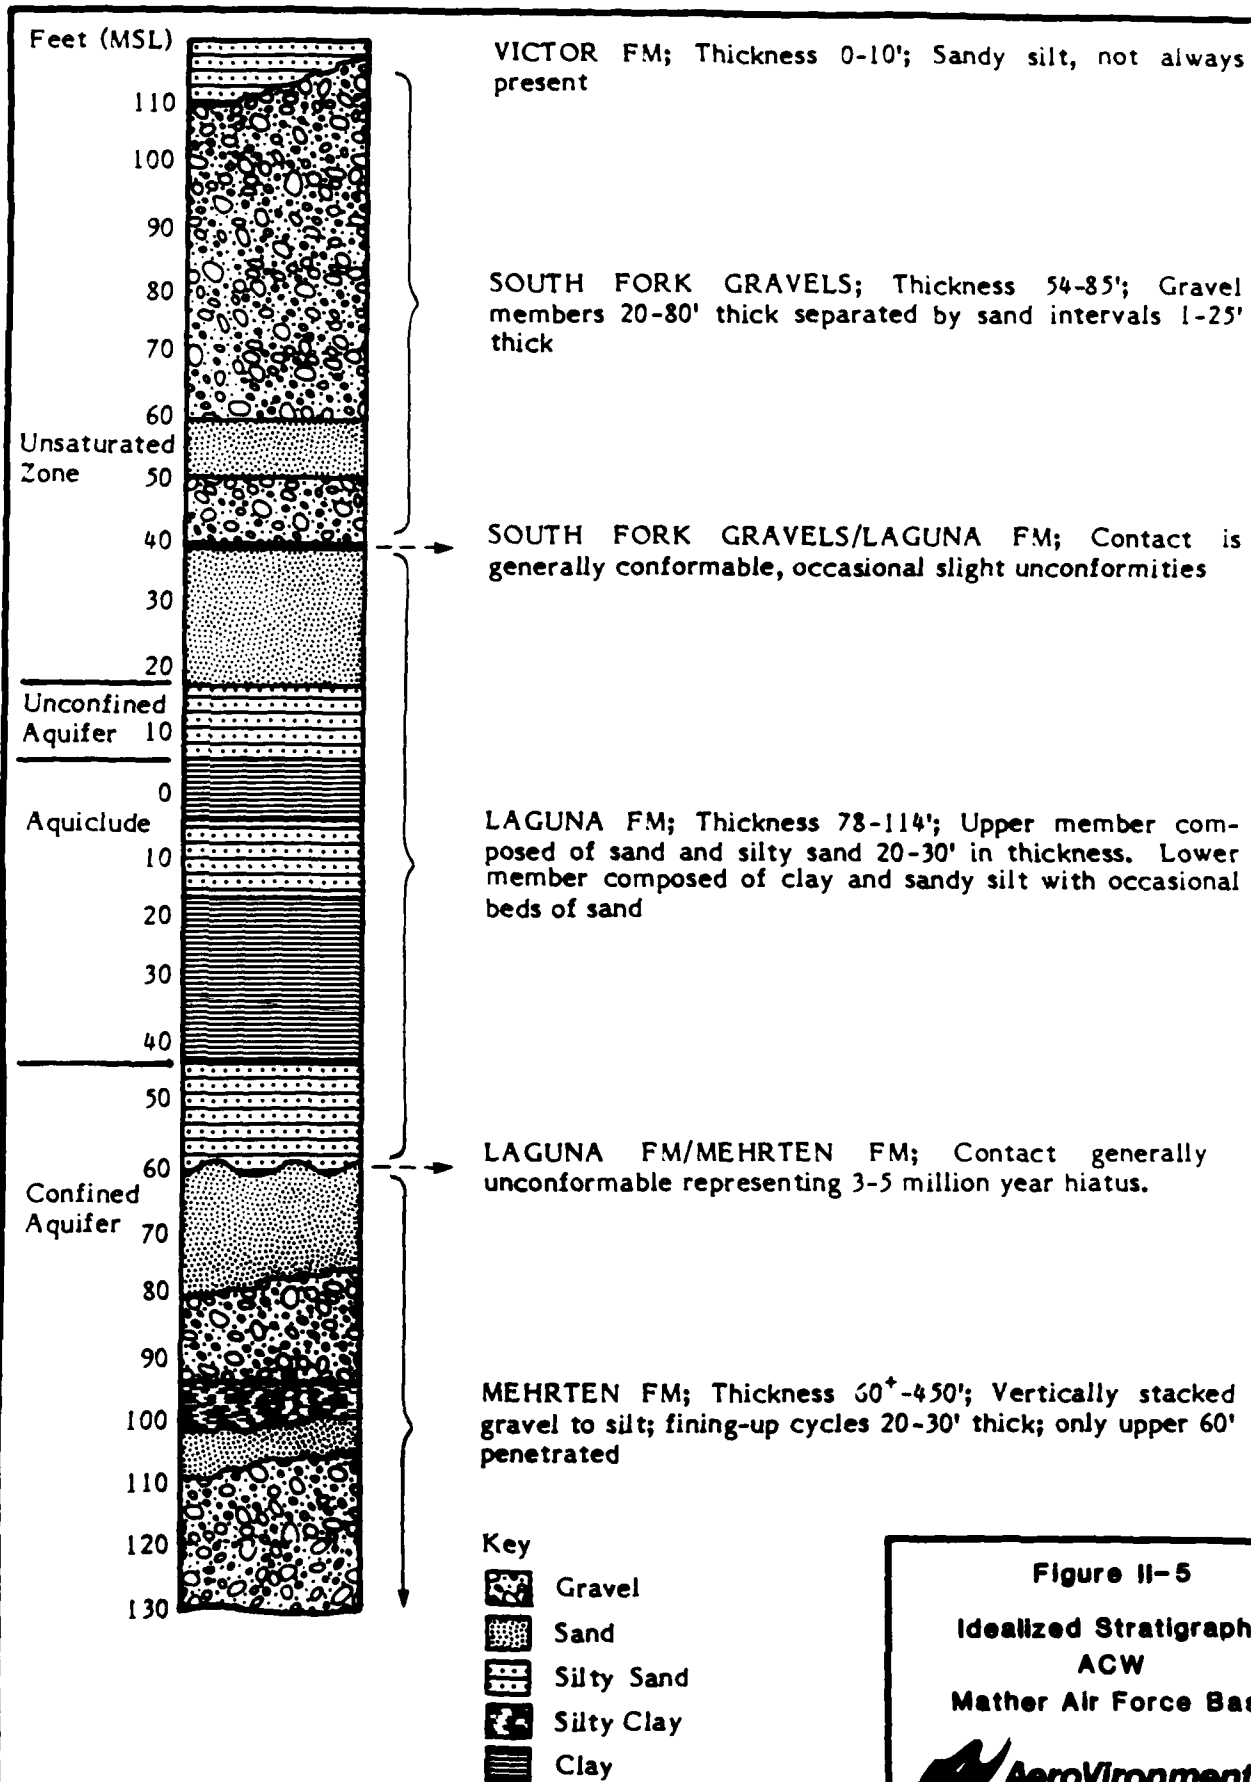 Feet (MSL)
VICTOR FM; Thickness 0-10'; Sandy silt, not always
present
110
100
90
80
70
60
Unsaturated
Zone
50
40
30
20
Unconfined
Aquifer 10
0
Aquiclude
10
20
30
40
50
60
Confined
Aquifer 70
80
90
100
110
120
130
SOUTH FORK GRAVELS; Thickness 54-85'; Gravel
members 20-80' thick separated by sand intervals 1-25'
thick
SOUTH FORK GRAVELS/LAGUNA FM; Contact is
generally conformable, occasional slight unconformities
LAGUNA FM; Thickness 78-114'; Upper member com-
posed of sand and silty sand 20-30' in thickness. Lower
member composed of clay and sandy silt with occasional
beds of sand
LAGUNA FM/MEHRTEN FM; Contact generally
unconformable representing 3-5 million year hiatus.
MEHRTEN FM; Thickness 60+-450'; Vertically stacked
gravel to silt; fining-up cycles 20-30' thick; only upper 60'
penetrated
Key
Gravel
Sand
Silty Sand
Silty Clay
Clay
Figure II-5
Idealized Stratigraph
ACW
Mather Air Force Bas
AeroVironment